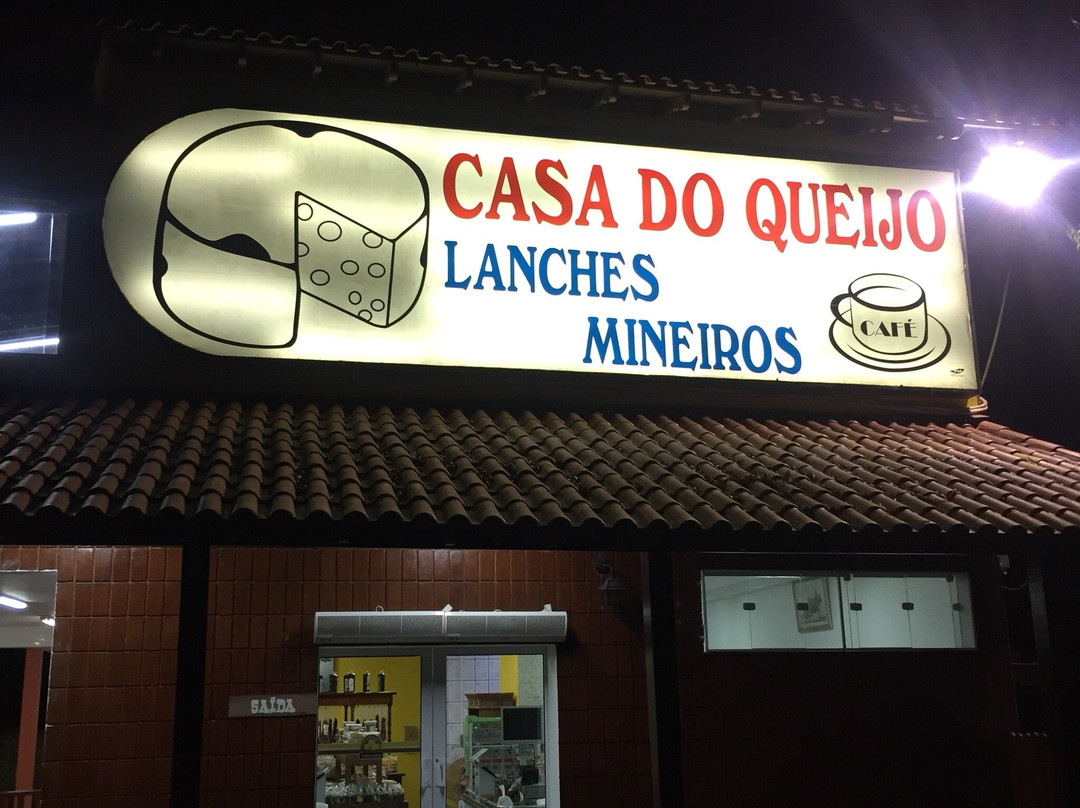 CASA DO QUEIJO
LANCHES
MINEIROS
CAFÉ
SAÍDA